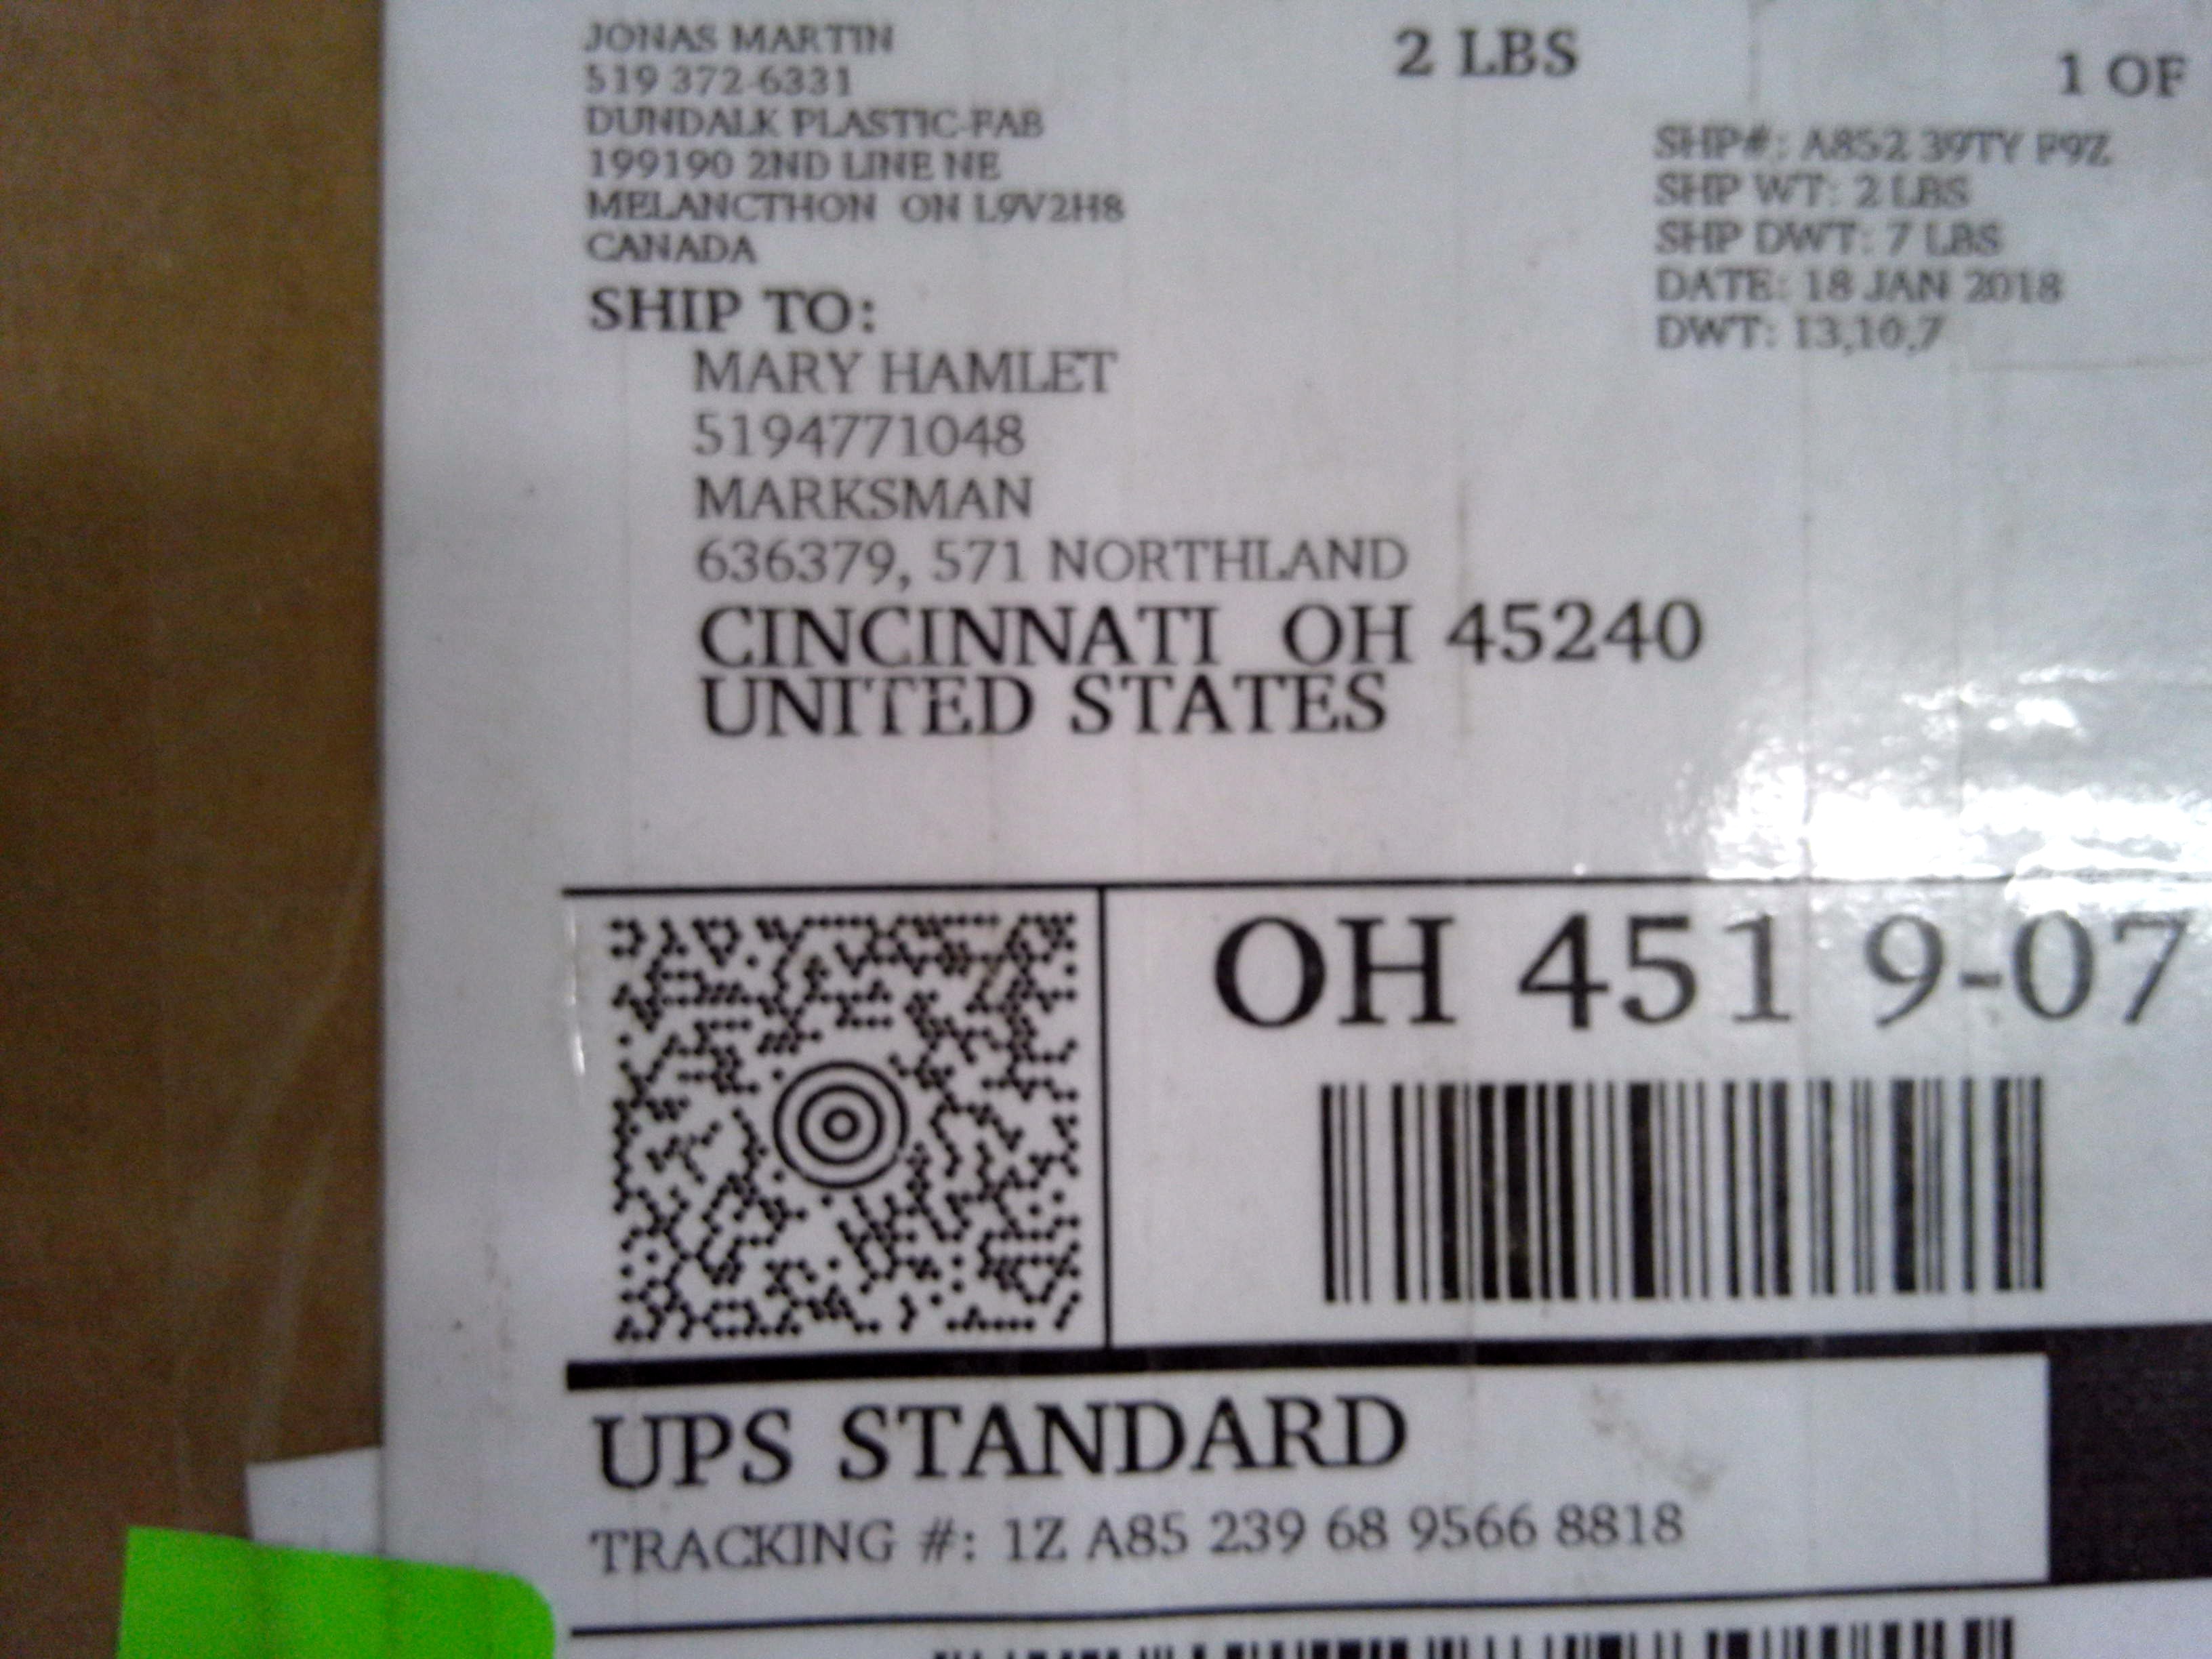 JONAS MARTIN
519 372-6331
DUNDALK PLASTIC-FAB
199190 2ND LINE NE
MELANCTHON ON L9V2H8
CANADA
2 LBS
1 OF
SHP#: A852 39TY P9Z
SHP WT: 2 LBS
SHP DWT: 7 LBS
DATE: 18 JAN 2018
DWT: 13,10,7
SHIP TO:
MARY HAMLET
5194771048
MARKSMAN
636379, 571 NORTHLAND
CINCINNATI OH 45240
UNITED STATES
OH 451 9-07
UPS STANDARD
TRACKING #: 1Z A85 239 68 9566 8818